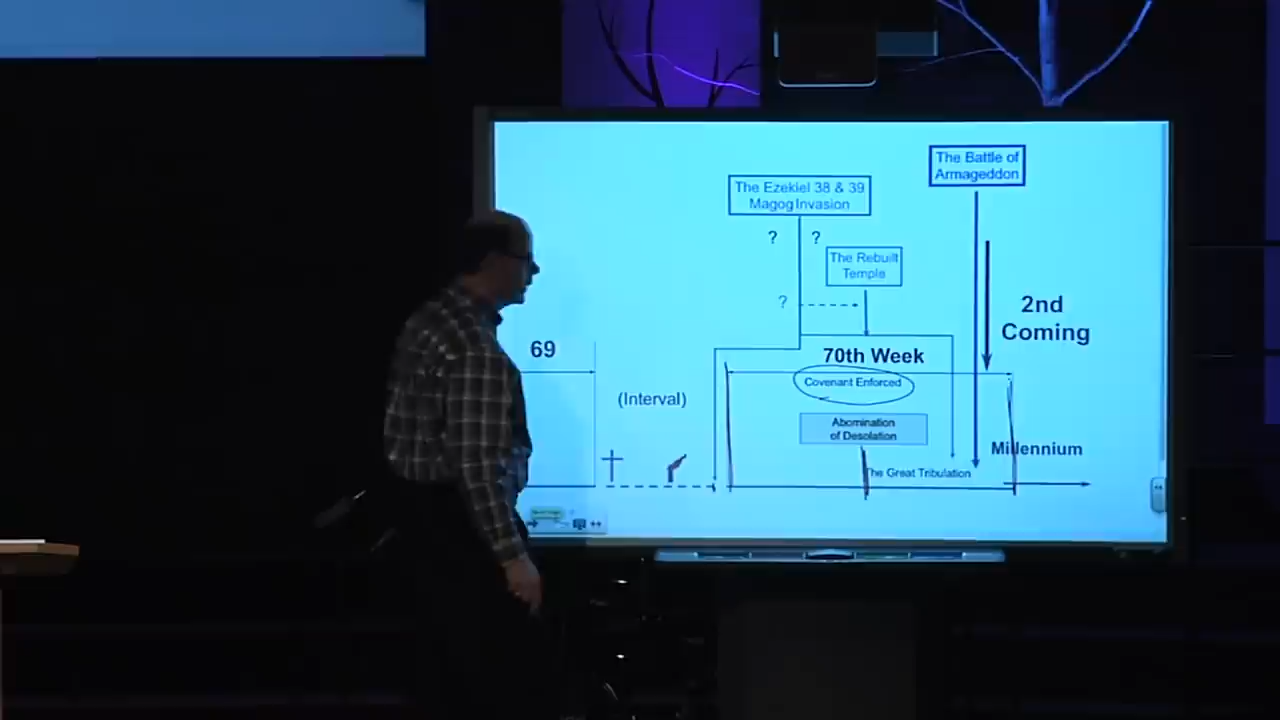 The Battle of
Armageddon
The Ezekiel 38 & 39
Magog Invasion
?
?
The Rebuilt
Temple
?
2nd
Coming
69
70th Week
Covenant Enforced
(Interval)
Abomination
of Desolation
Millennium
The Great Tribulation